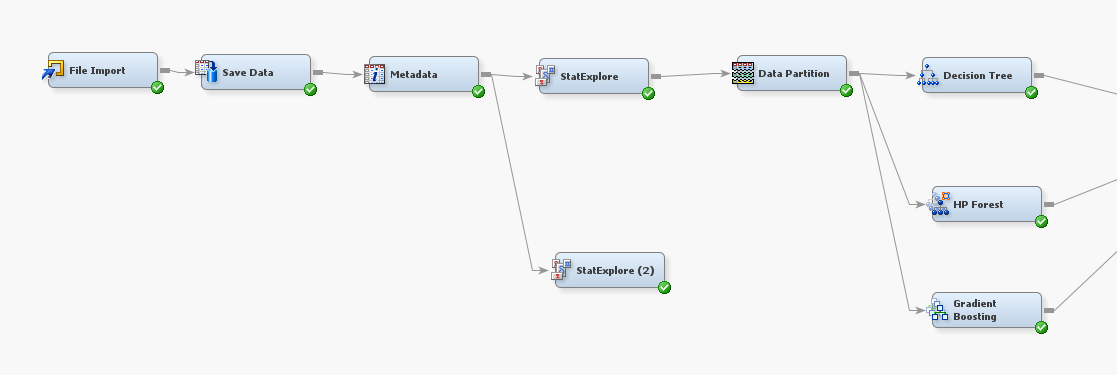 File Import
Save Data
Metadata
StatExplore
Data Partition
Decision Tree
HP Forest
StatExplore (2)
Gradient
Boosting